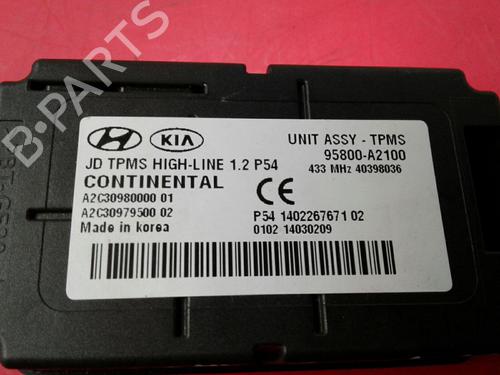 B-PARTS
HYUNDAI KIA
UNIT ASSY - TPMS
JD TPMS HIGH-LINE 1.2 P54
95800-A2100
CONTINENTAL
433 MHz 40398036
A2C30980000 01
CE
A2C30979500 02
P54 1402267671 02
Made in korea
0102 14030209